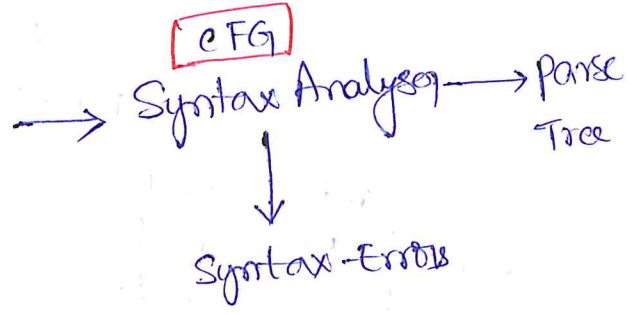 CFG
Syntax Analyser → Parse
Tree
Syntax-Errors